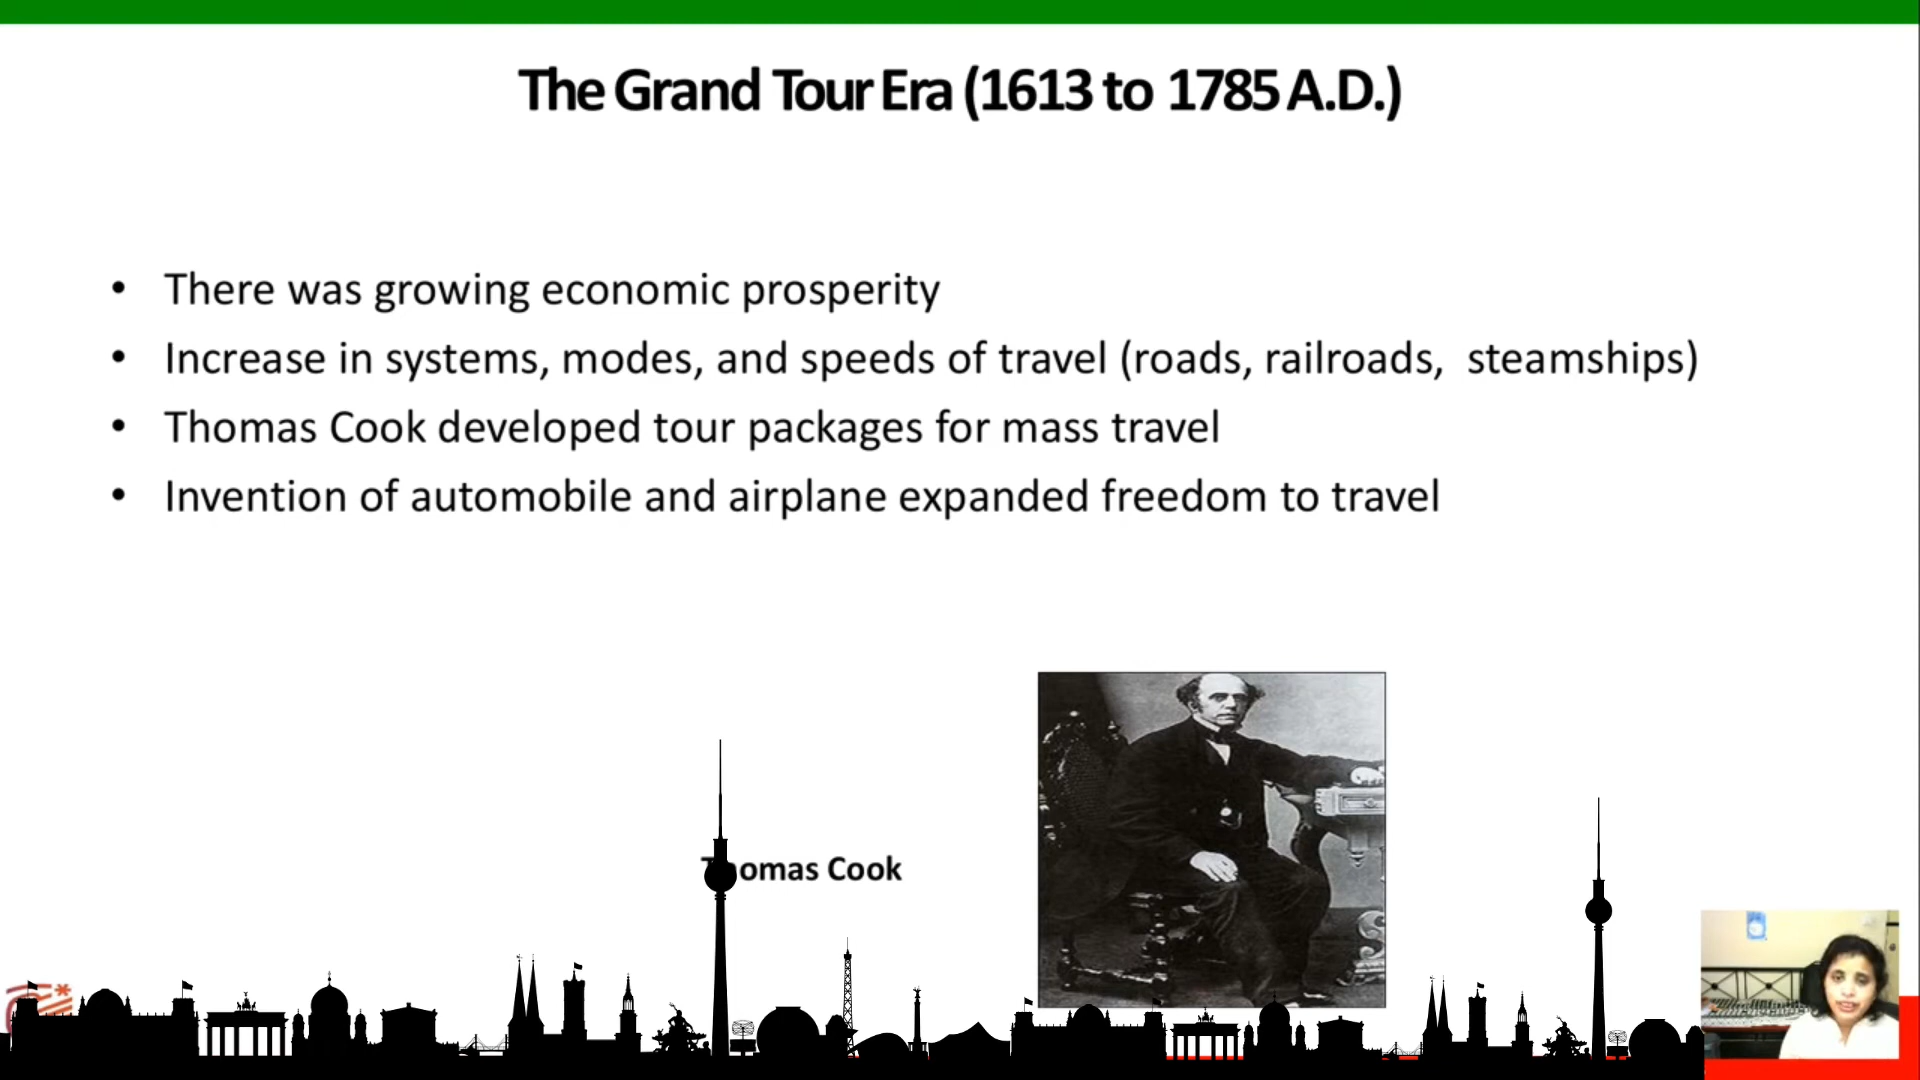 The Grand Tour Era (1613 to 1785 A.D.)
• There was growing economic prosperity
• Increase in systems, modes, and speeds of travel (roads, railroads, steamships)
• Thomas Cook developed tour packages for mass travel
• Invention of automobile and airplane expanded freedom to travel
Thomas Cook